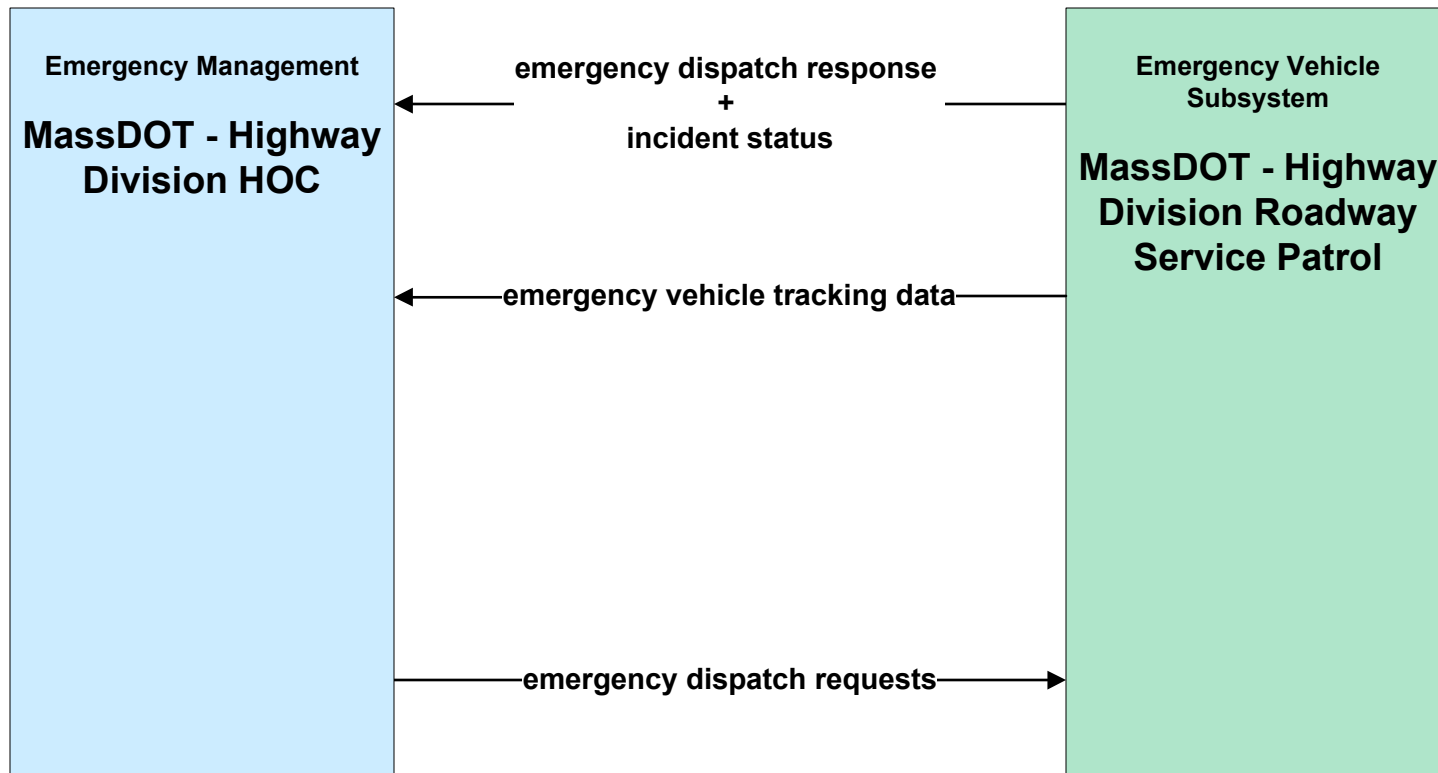 Emergency Management
MassDOT - Highway
Division HOC
emergency dispatch response
+
incident status
emergency vehicle tracking data
emergency dispatch requests
Emergency Vehicle
Subsystem
MassDOT - Highway
Division Roadway
Service Patrol